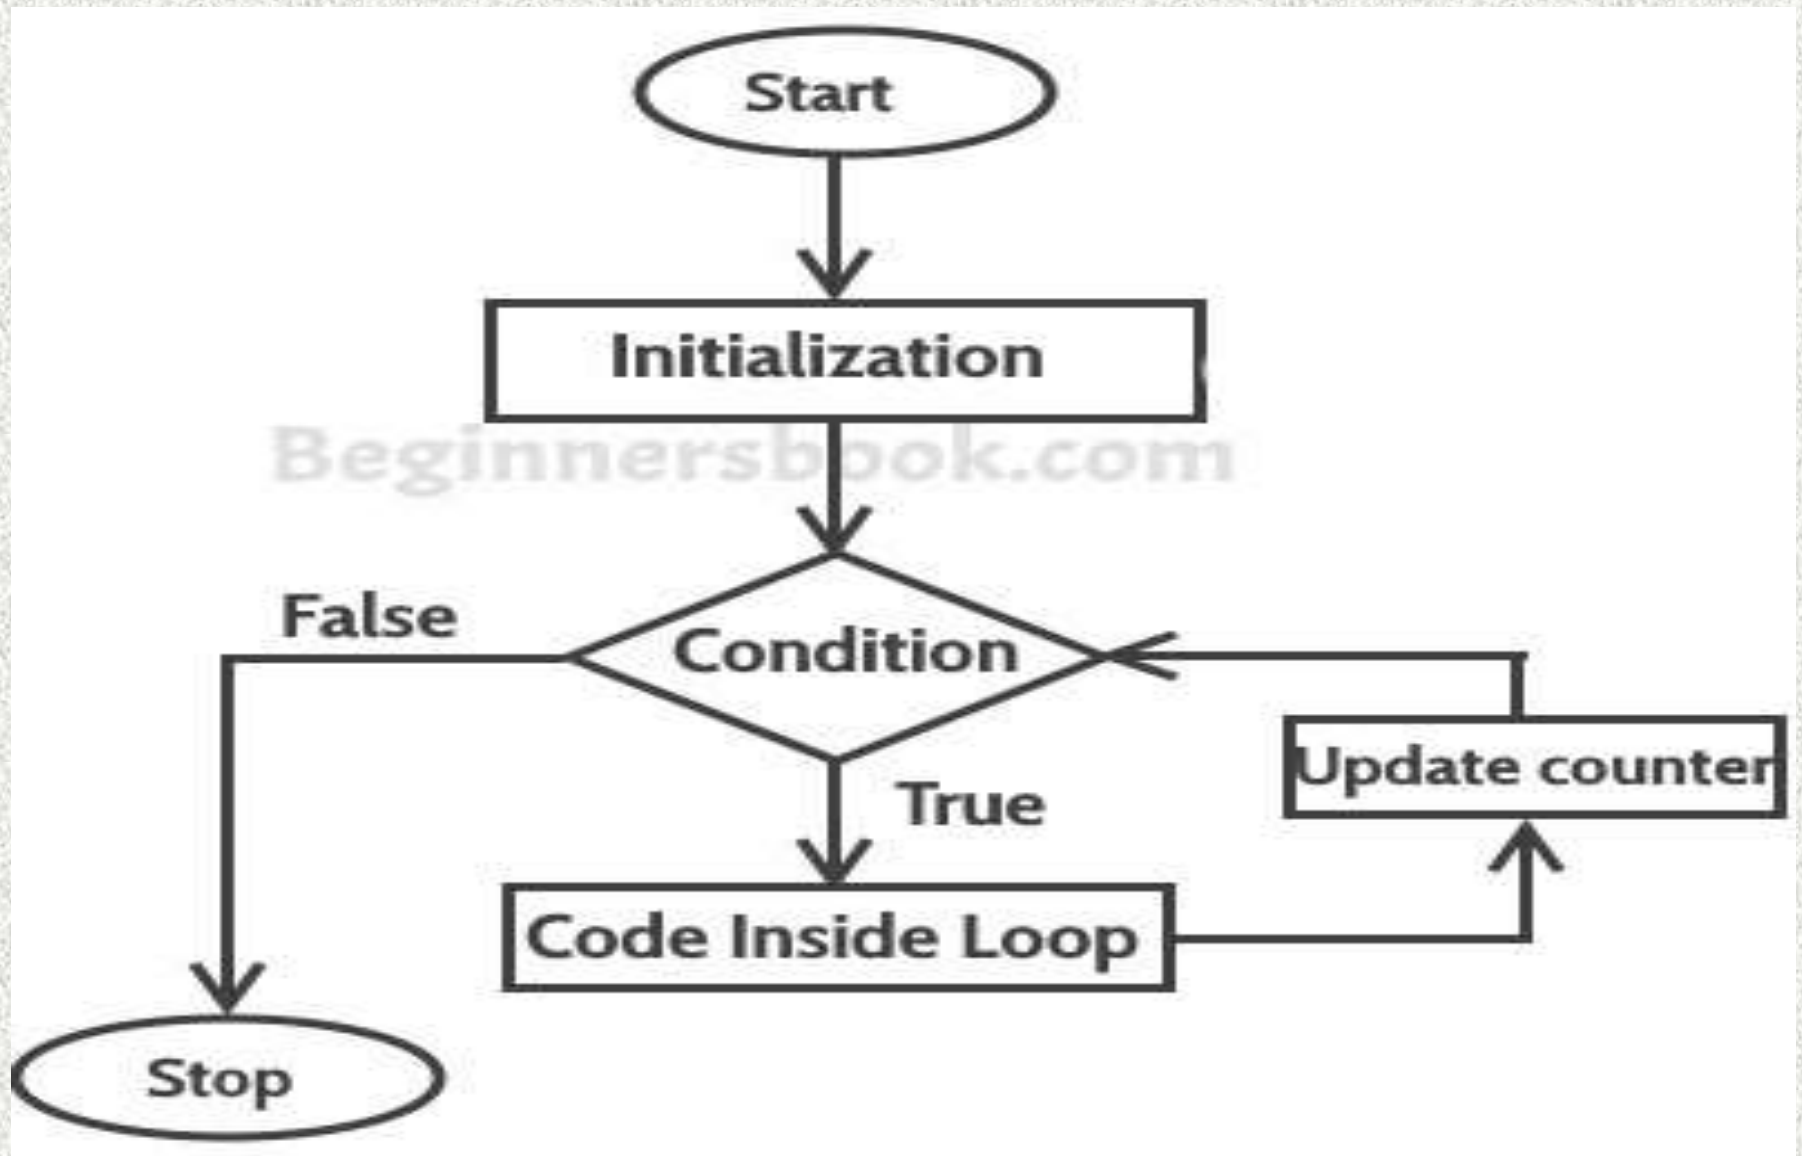 Start
Initialization
Beginnersbook.com
False
Condition
Update counter
True
Code Inside Loop
Stop